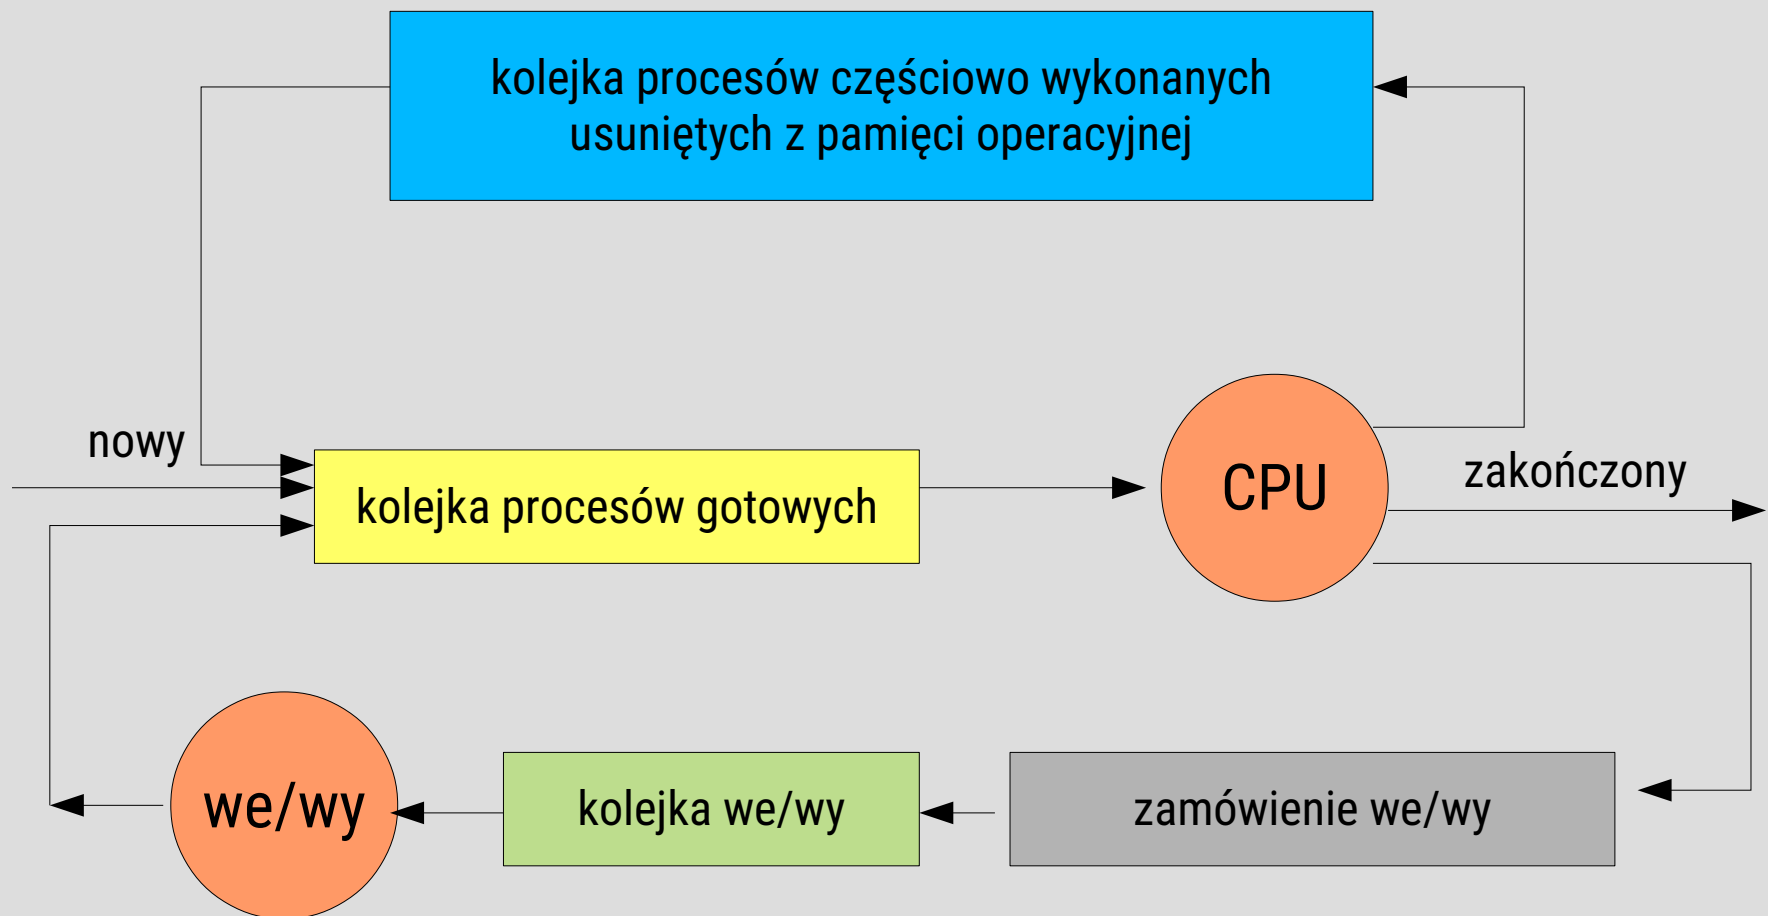 kolejka procesów częściowo wykonanych
usuniętych z pamięci operacyjnej
nowy
kolejka procesów gotowych
CPU
zakończony
we/wy
kolejka we/wy
zamówienie we/wy